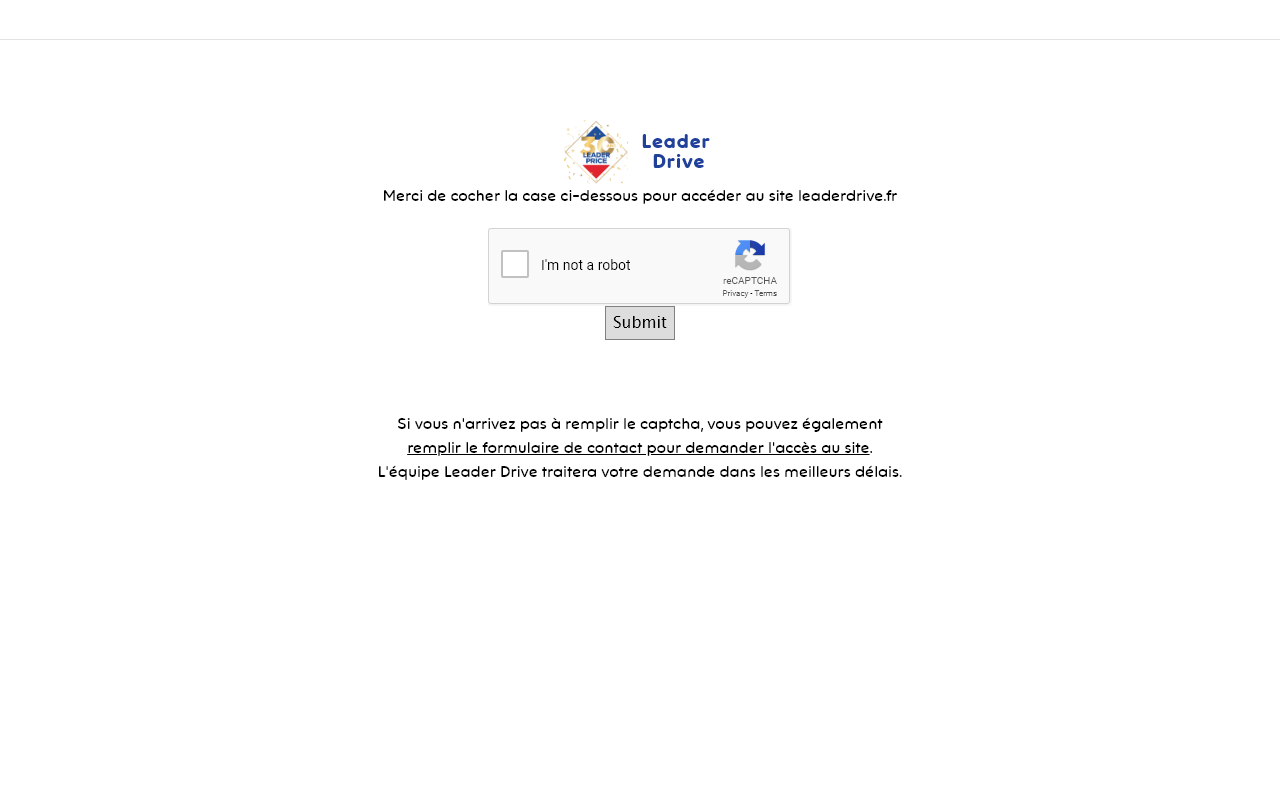 30
LEADER
PRICE
Leader
Drive
Merci de cocher la case ci-dessous pour accéder au site leaderdrive.fr
I'm not a robot
reCAPTCHA
Privacy - Terms
Submit
Si vous n'arrivez pas à remplir le captcha, vous pouvez également
remplir le formulaire de contact pour demander l'accès au site.
L'équipe Leader Drive traitera votre demande dans les meilleurs délais.